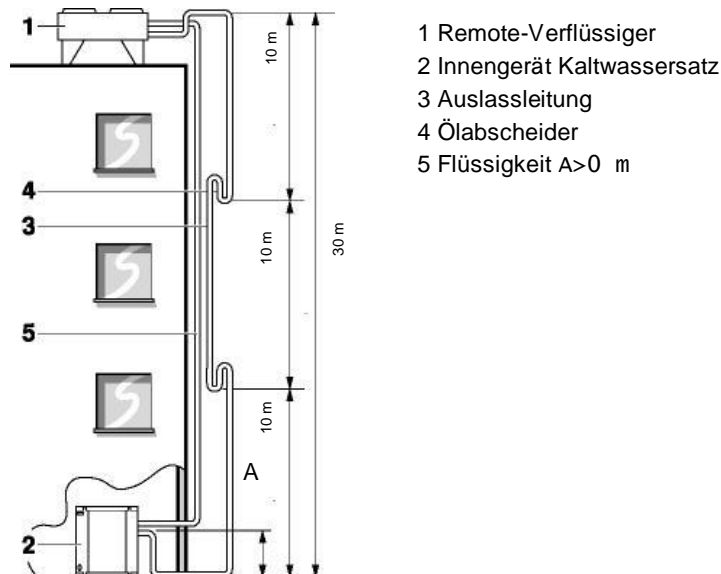 1
10 m
1 Remote-Verflüssiger
2 Innengerät Kaltwassersatz
3 Auslassleitung
4 Ölabscheider
5 Flüssigkeit A>0 m
4
3
10 m
30 m
5
10 m
A
2